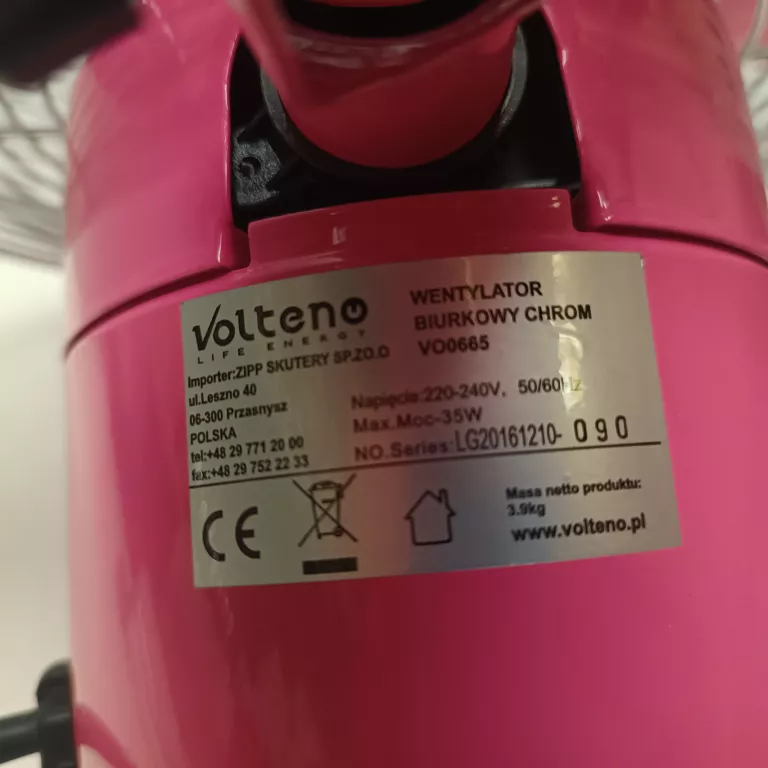 Volteno
LIFE ENERGY
WENTYLATOR
BIURKOWY CHROM
VO0665
Importer:ZIPP SKUTERY SP.ZO.O
ul.Leszno 40
06-300 Przasnysz
POLSKA
tel:+48 29 771 20 00
fax:+48 29 752 22 33
Napięcie:220-240V, 50/60Hz
Max.Moc-35W
NO.Series:LG20161210- 090
CE
Masa netto produktu:
3.9kg
www.volteno.pl